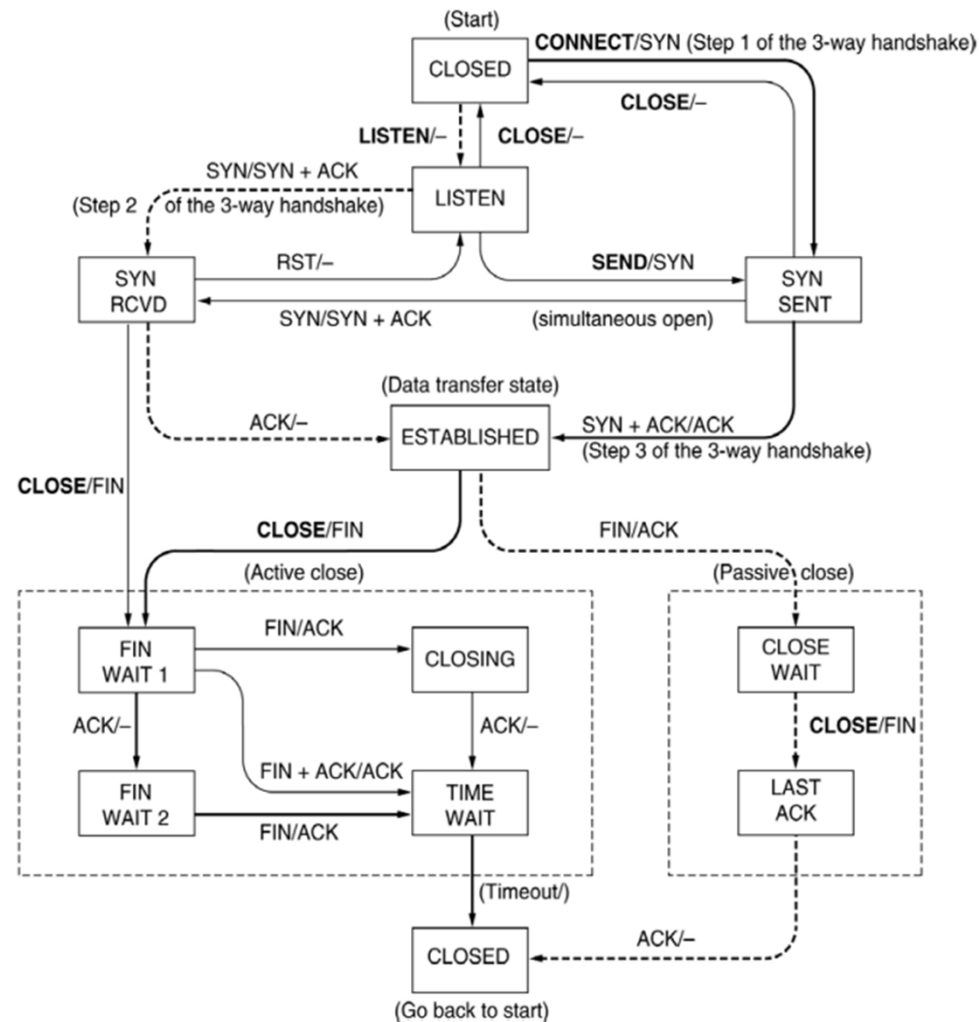 (Start)
CLOSED
CONNECT/SYN (Step 1 of the 3-way handshake)
CLOSE/–
LISTEN/–
CLOSE/–
SYN/SYN + ACK
LISTEN
(Step 2 of the 3-way handshake)
SYN
RCVD
RST/–
SEND/SYN
SYN
SENT
SYN/SYN + ACK
(simultaneous open)
(Data transfer state)
ACK/–
ESTABLISHED
SYN + ACK/ACK
(Step 3 of the 3-way handshake)
CLOSE/FIN
CLOSE/FIN
FIN/ACK
(Active close)
(Passive close)
FIN
WAIT 1
FIN/ACK
CLOSING
CLOSE
WAIT
ACK/–
ACK/–
CLOSE/FIN
FIN + ACK/ACK
FIN
WAIT 2
FIN/ACK
TIME
WAIT
LAST
ACK
(Timeout/)
CLOSED
ACK/–
(Go back to start)